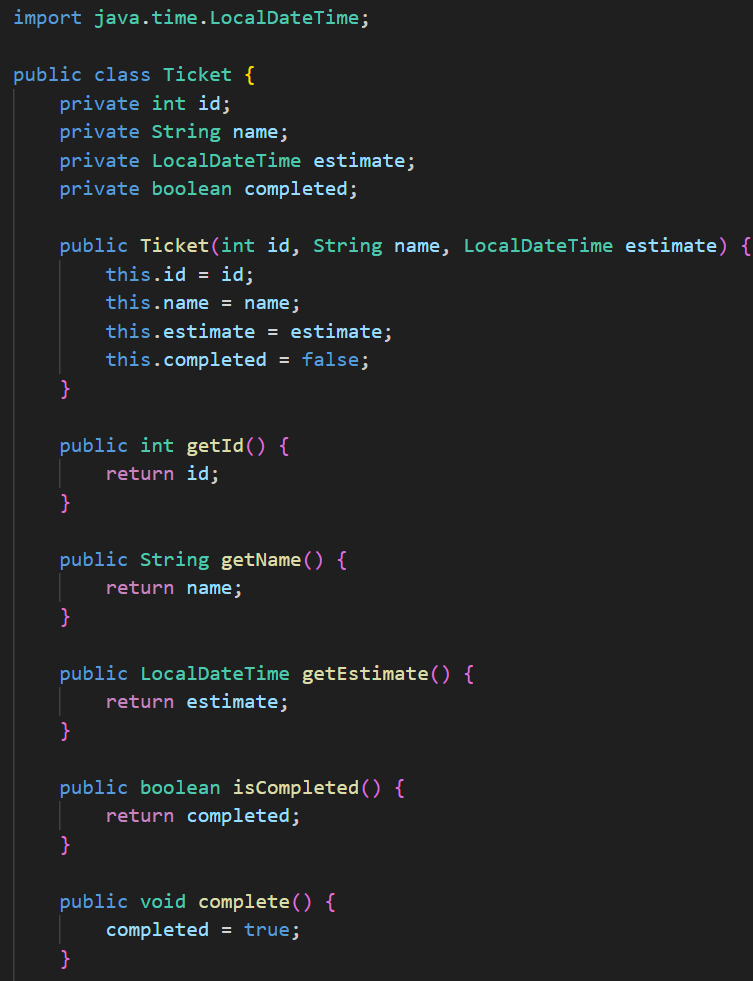 import java.time.LocalDateTime;

public class Ticket {
    private int id;
    private String name;
    private LocalDateTime estimate;
    private boolean completed;

    public Ticket(int id, String name, LocalDateTime estimate) {
        this.id = id;
        this.name = name;
        this.estimate = estimate;
        this.completed = false;
    }

    public int getId() {
        return id;
    }

    public String getName() {
        return name;
    }

    public LocalDateTime getEstimate() {
        return estimate;
    }

    public boolean isCompleted() {
        return completed;
    }

    public void complete() {
        completed = true;
    }